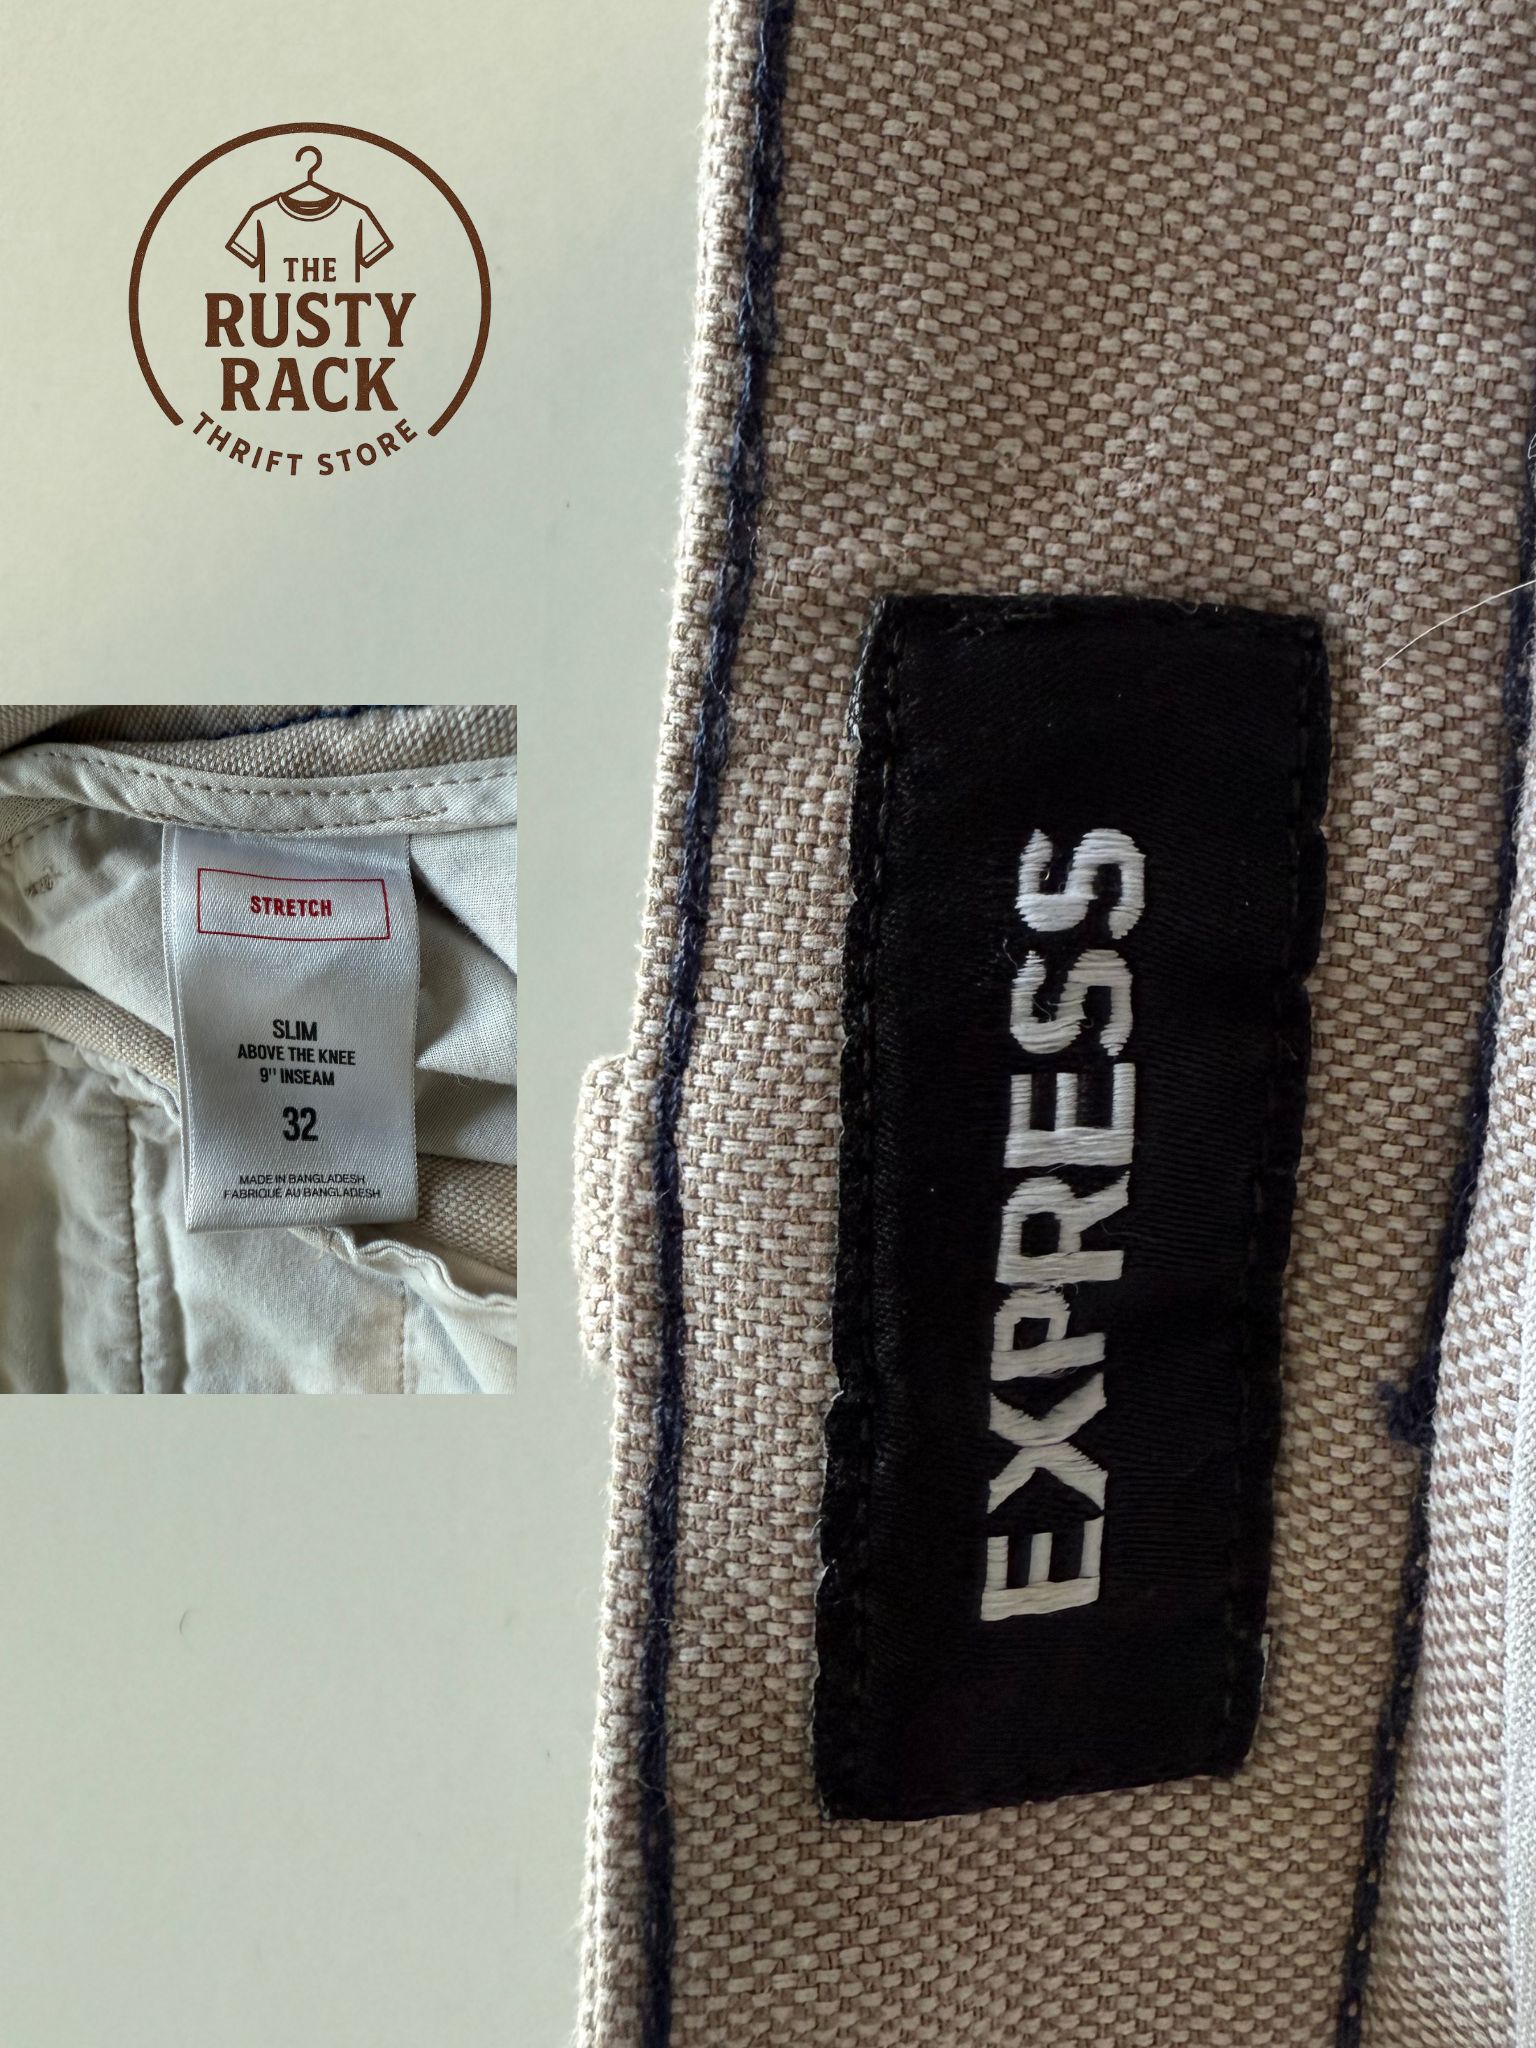 THE
RUSTY
RACK
THRIFT STORE
STRETCH
SLIM
ABOVE THE KNEE
9" INSEAM
32
MADE IN BANGLADESH
FABRIQUÉ AU BANGLADESH
EXPRESS